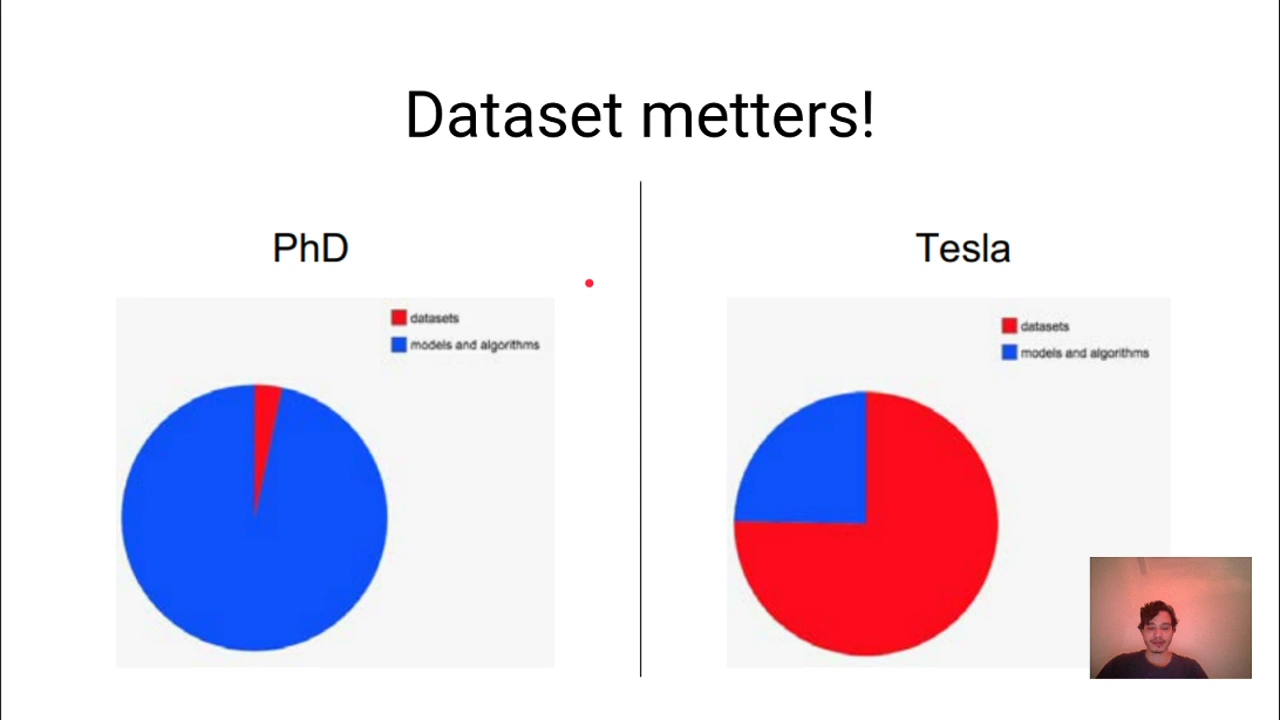 Dataset metters!
PhD
Tesla
datasets
models and algorithms
datasets
models and algorithms